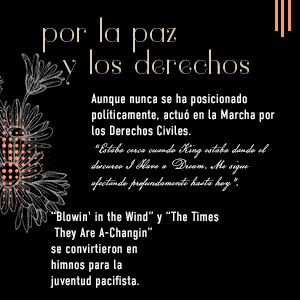 por la paz
y los derechos
Aunque nunca se ha posicionado
políticamente, actuó en la Marcha por
los Derechos Civiles.
"Estaba cerca cuando King estaba dando el
discurso I Have a Dream. Me sigue
afectando profundamente hasta hoy".
"Blowin' in the Wind" y "The Times
They Are A-Changin"
se convirtieron en
himnos para la
juventud pacifista.